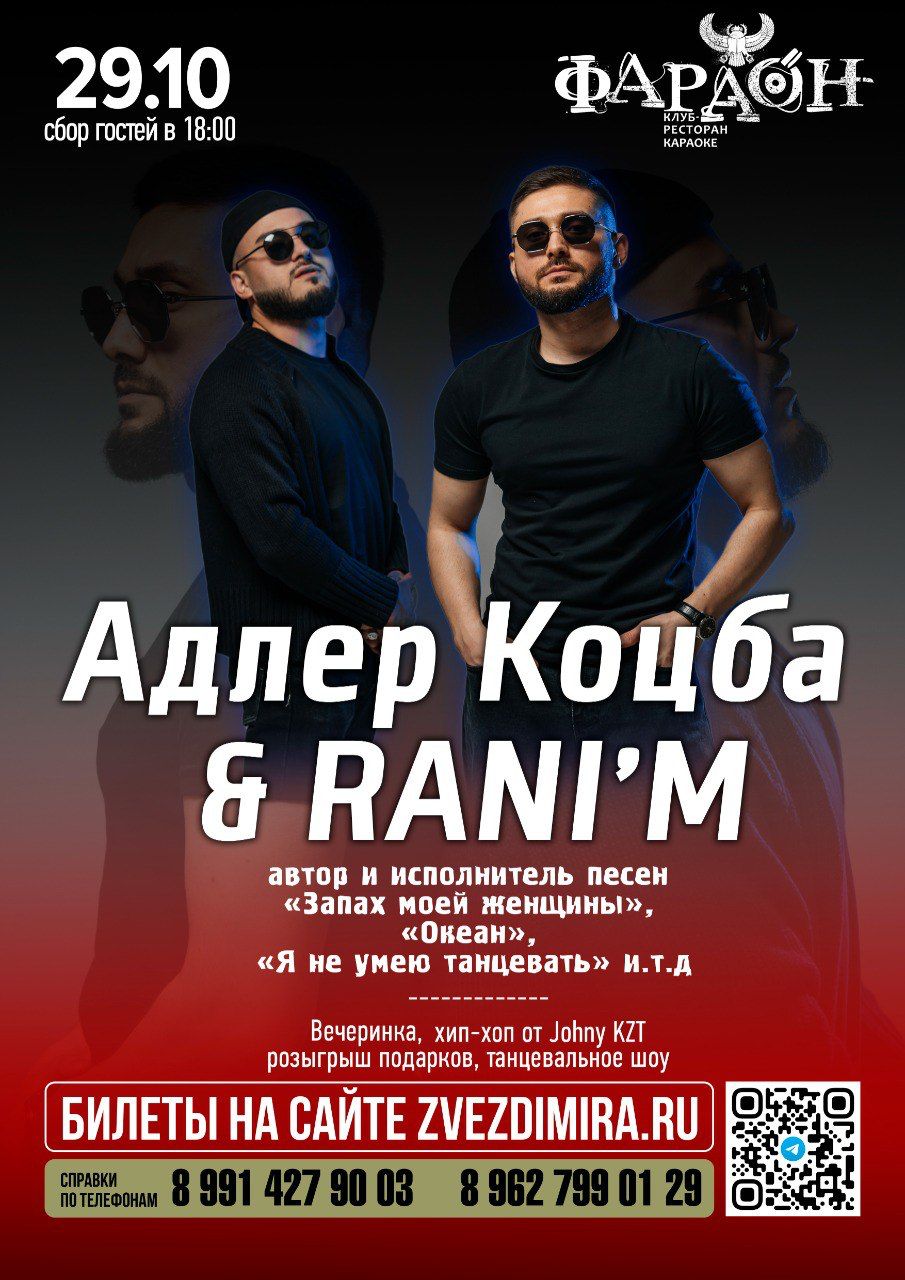 29.10
сбор гостей в 18:00
ФАРАОН
КЛУБ-
РЕСТОРАН
КАРАОКЕ
Адлер Коцба
& RANI’M
автор и исполнитель песен
«Запах моей женщины»,
«Океан»,
«Я не умею танцевать» и.т.д
-------------
Вечеринка, хип-хоп от Johny KZT
розыгрыш подарков, танцевальное шоу
БИЛЕТЫ НА САЙТЕ ZVEZDIMIRA.RU
СПРАВКИ
ПО ТЕЛЕФОНАМ
8 991 427 90 03 8 962 799 01 29